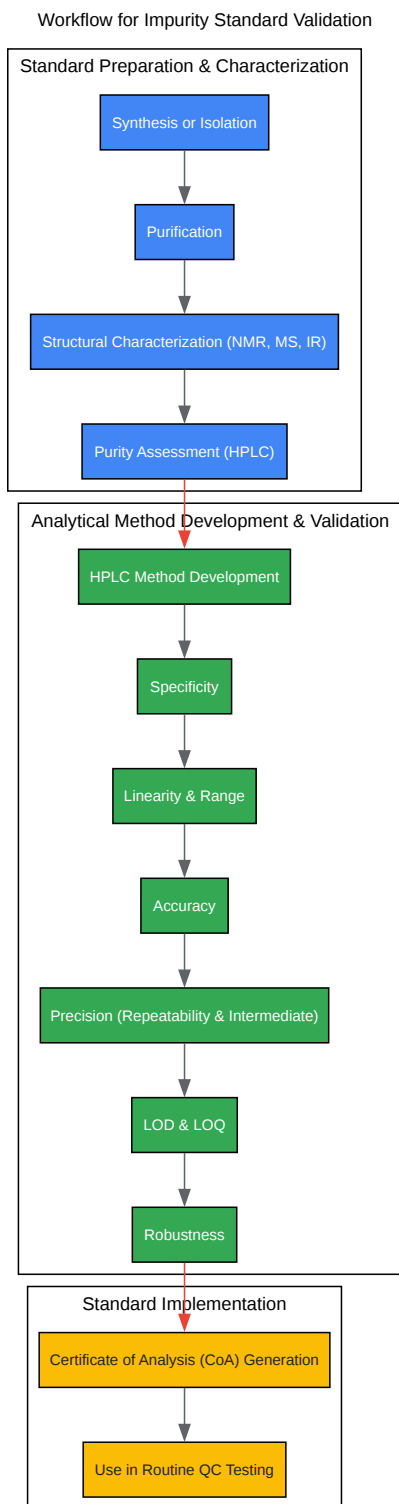 Workflow for Impurity Standard Validation
Standard Preparation & Characterization
Synthesis or Isolation
Purification
Structural Characterization (NMR, MS, IR)
Purity Assessment (HPLC)
Analytical Method Development & Validation
HPLC Method Development
Specificity
Linearity & Range
Accuracy
Precision (Repeatability & Intermediate)
LOD & LOQ
Robustness
Standard Implementation
Certificate of Analysis (CoA) Generation
Use in Routine QC Testing